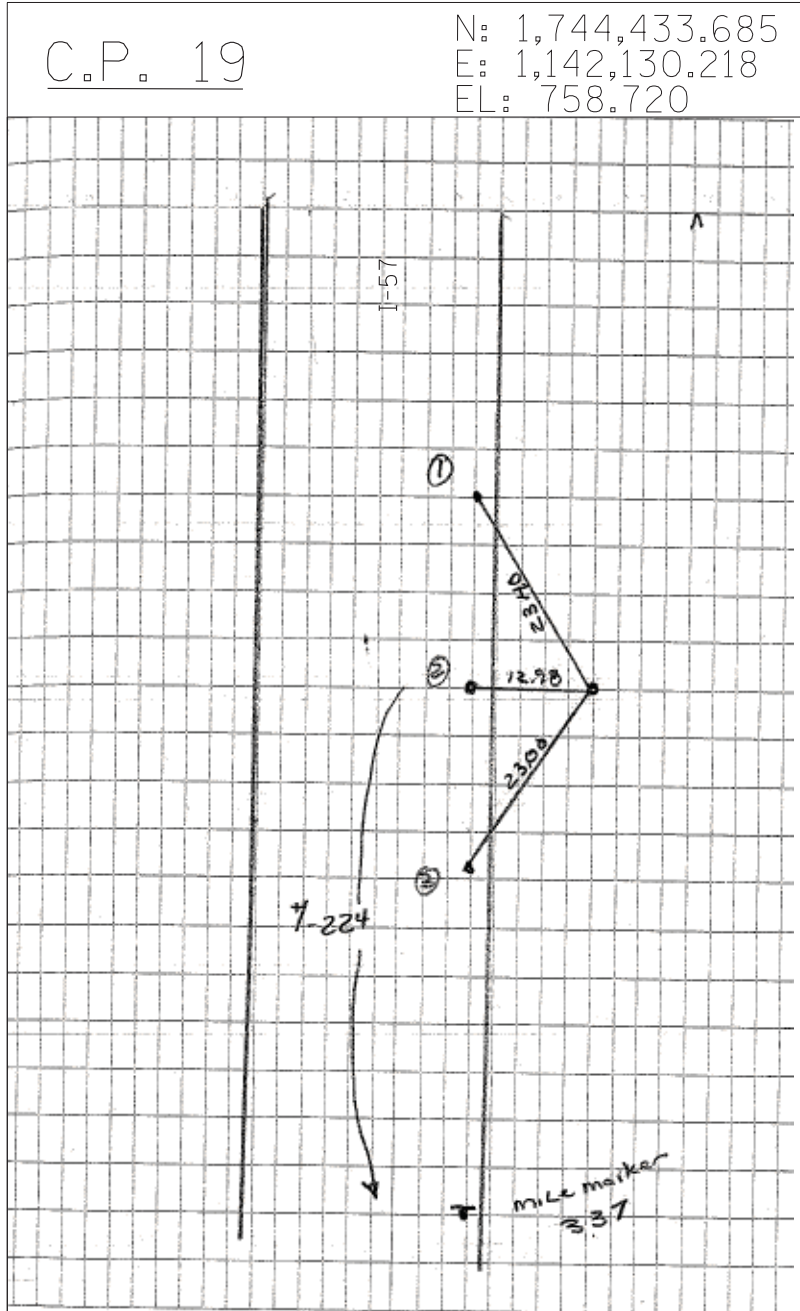 C.P. 19
N: 1,744,433.685
E: 1,142,130.218
EL: 758.720
I-57
1
23.40
2
12.98
23.00
3
+/-224
mile marker
337